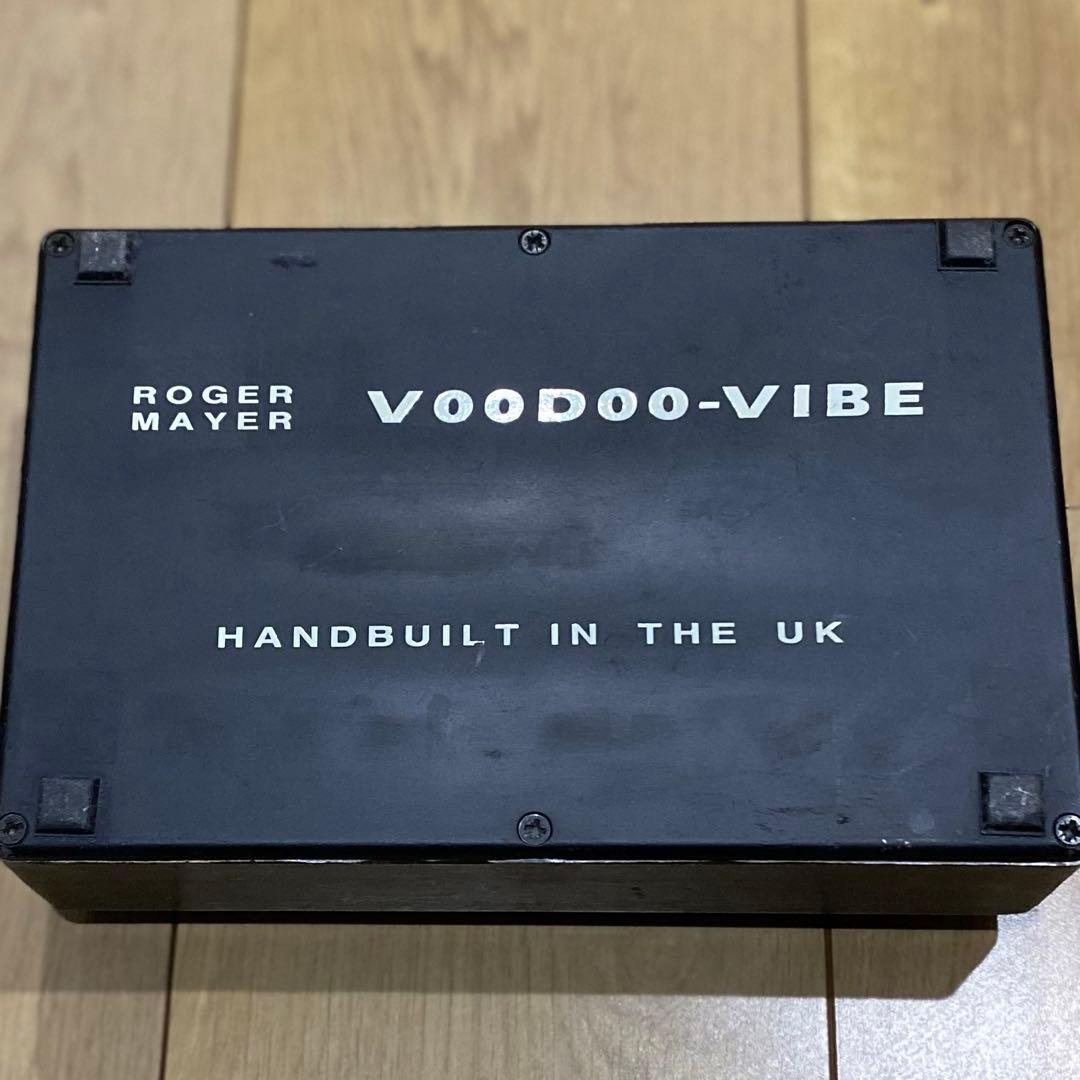 ROGER
MAYER
VOODOO-VIBE
HANDBUILT IN THE UK